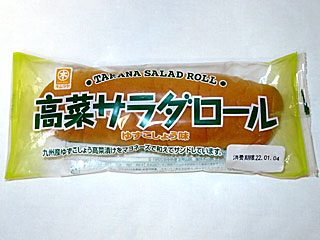 • TAKANA SALAD ROLL •
高菜サラダロール
ゆずこしょう味
九州産ゆずこしょう高菜漬けをマヨネーズで和えてサンドしています。
消費期限22.01.04